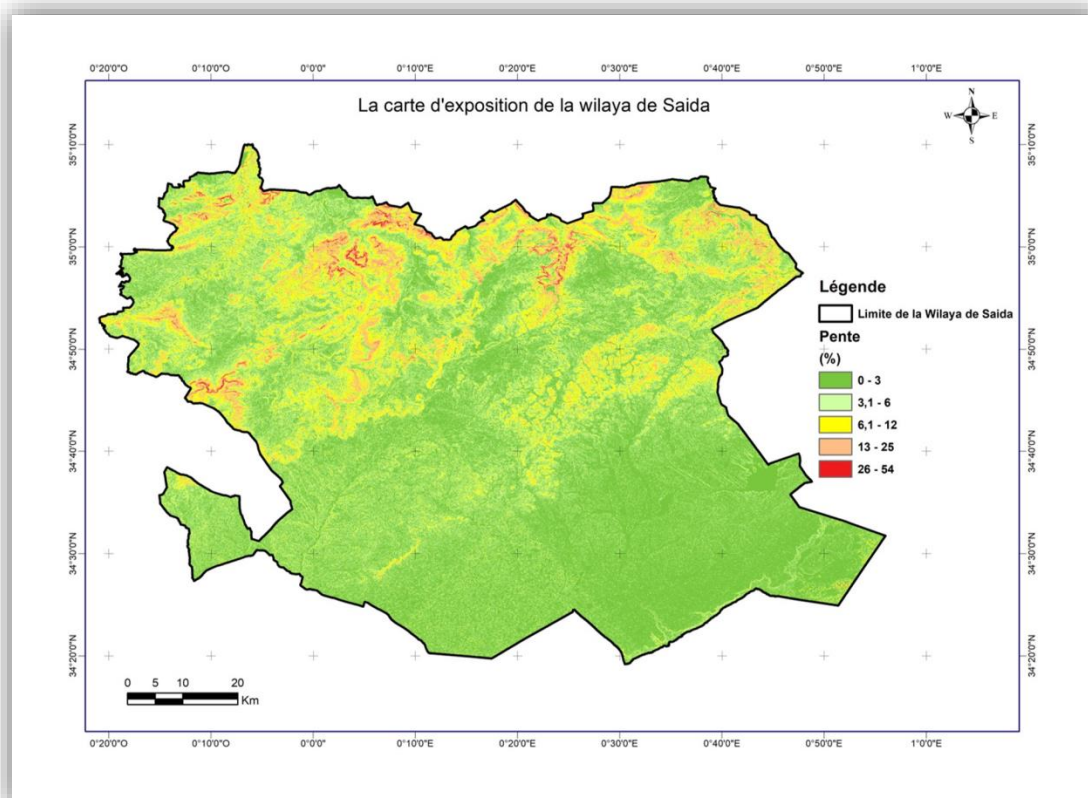 0°20'0"O 0°10'0"O 0°0'0" 0°10'0"E 0°20'0"E 0°30'0"E 0°40'0"E 0°50'0"E 1°0'0"E
La carte d'exposition de la wilaya de Saida
N
W E
S
35°10'0"N 35°10'0"N
35°0'0"N 35°0'0"N
34°50'0"N 34°50'0"N
34°40'0"N 34°40'0"N
34°30'0"N 34°30'0"N
34°20'0"N 34°20'0"N
Légende
Limite de la Wilaya de Saida
Pente
(%)
0 - 3
3,1 - 6
6,1 - 12
13 - 25
26 - 54
0 5 10 20
Km
0°20'0"O 0°10'0"O 0°0'0" 0°10'0"E 0°20'0"E 0°30'0"E 0°40'0"E 0°50'0"E 1°0'0"E